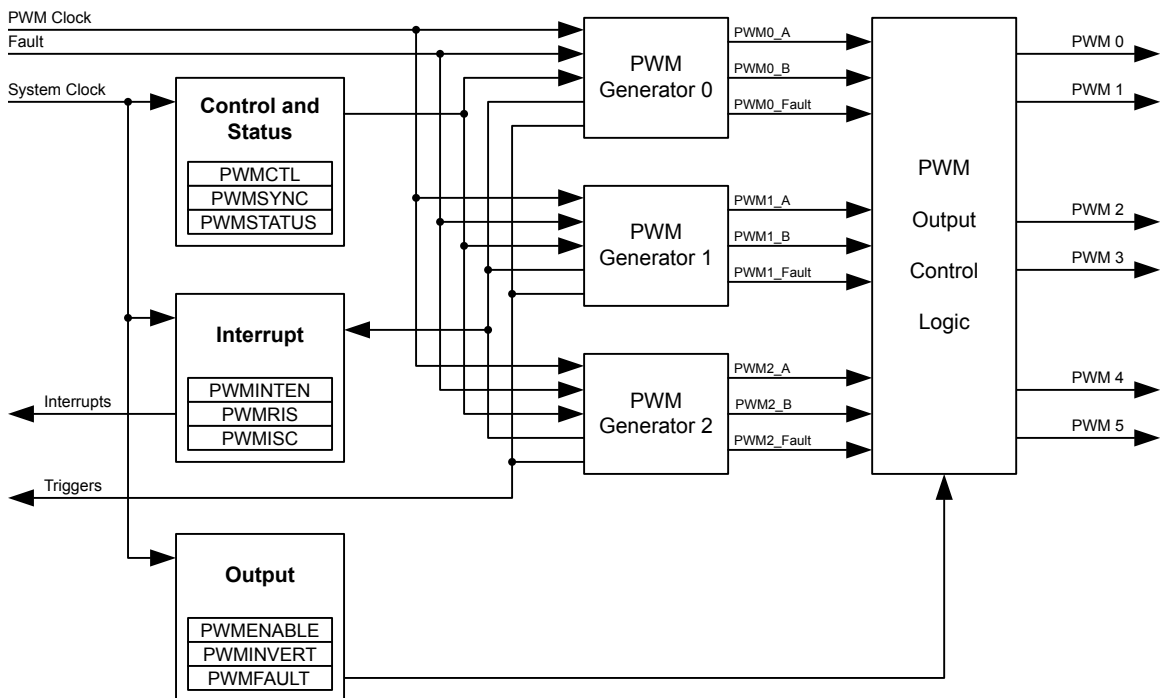 PWM Clock
Fault
System Clock
Control and
Status
PWMCTL
PWMSYNC
PWMSTATUS
Interrupt
PWMINTEN
PWMRIS
PWMISC
Interrupts
Triggers
Output
PWMENABLE
PWMINVERT
PWMFAULT
PWM
Generator 0
PWM0_A
PWM0_B
PWM0_Fault
PWM
Generator 1
PWM1_A
PWM1_B
PWM1_Fault
PWM
Generator 2
PWM2_A
PWM2_B
PWM2_Fault
PWM
Output
Control
Logic
PWM 0
PWM 1
PWM 2
PWM 3
PWM 4
PWM 5